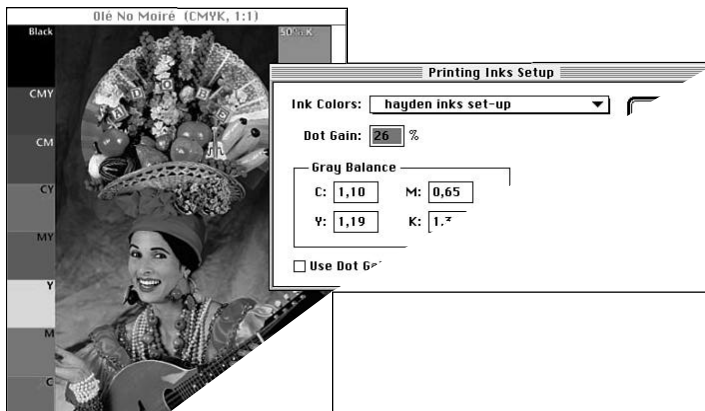 Olé No Moiré (CMYK, 1:1)
Black
50% K
CMY
CM
CY
MY
Y
M
C
ADOBE
Printing Inks Setup
Ink Colors: hayden inks set-up
Dot Gain: 26 %
Gray Balance
C: 1,10 M: 0,65
Y: 1,19 K:
Use Dot